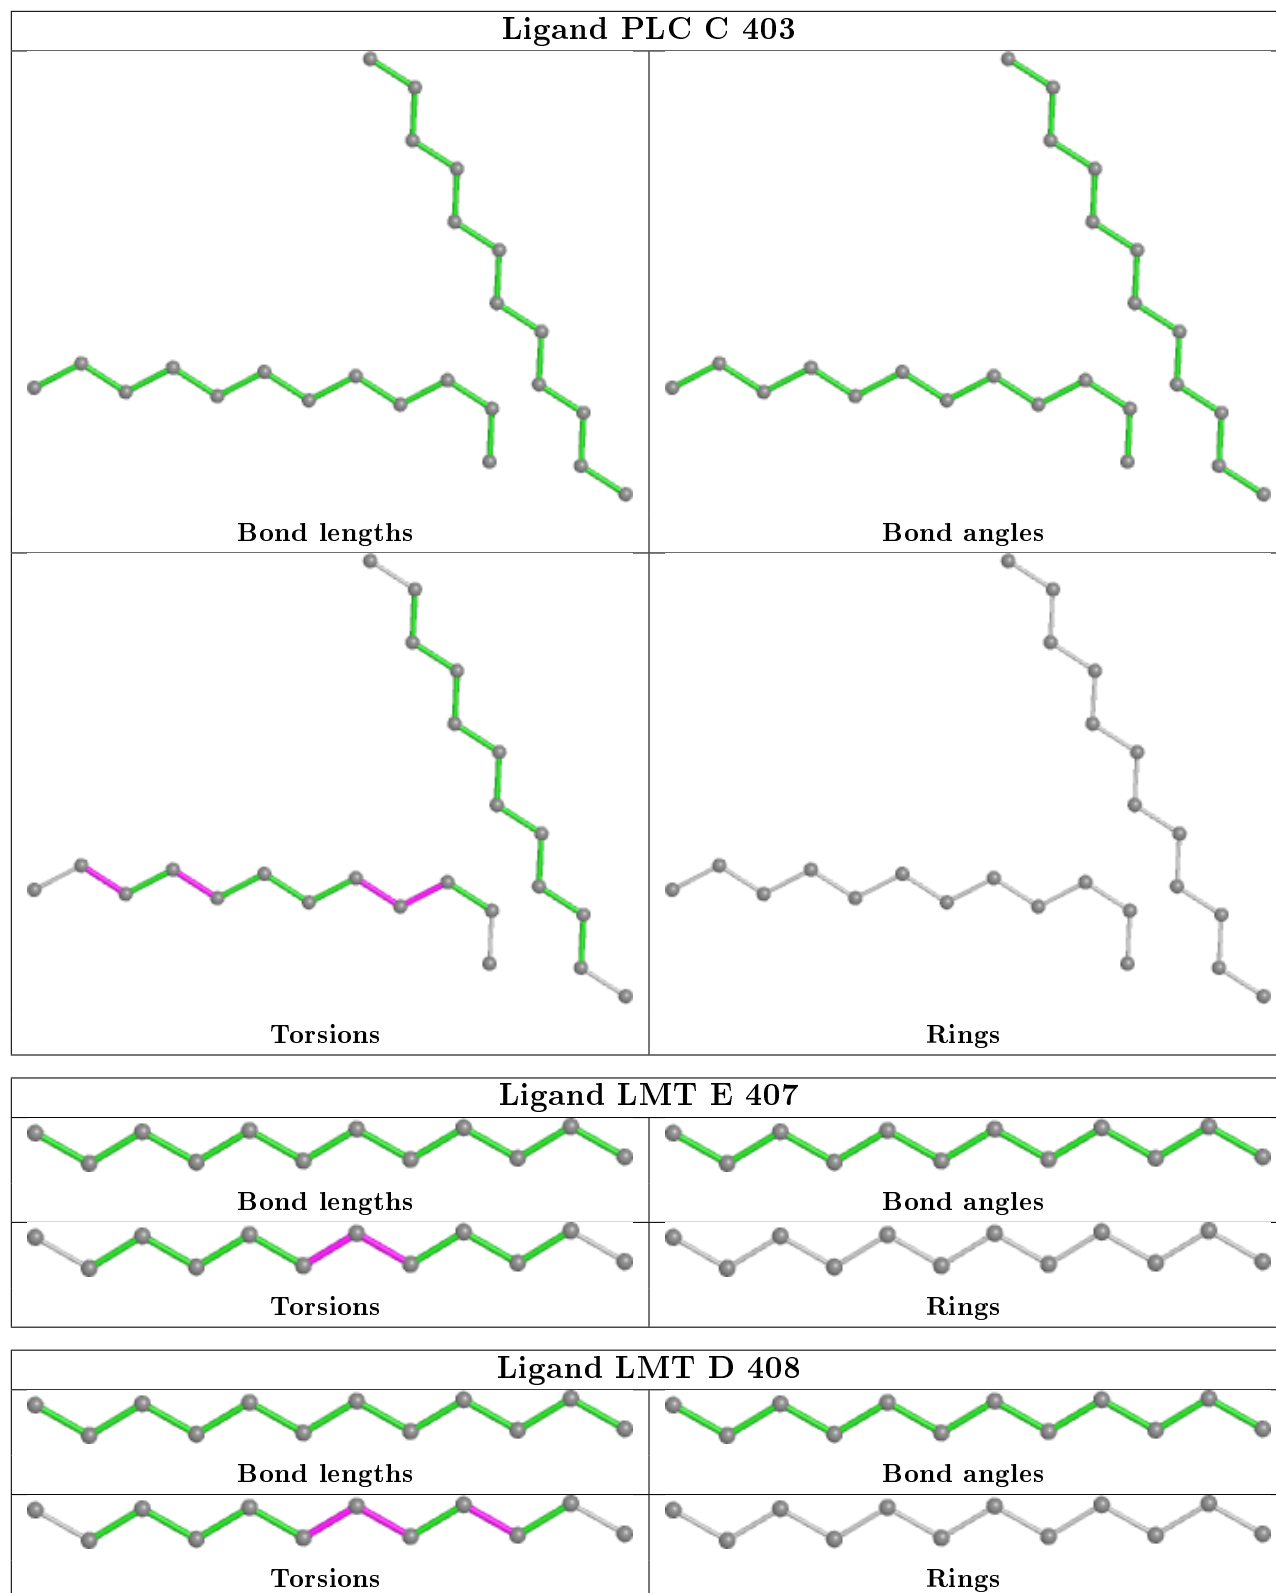 Ligand PLC C 403
Bond lengths
Bond angles
Torsions
Rings
Ligand LMT E 407
Bond lengths
Bond angles
Torsions
Rings
Ligand LMT D 408
Bond lengths
Bond angles
Torsions
Rings